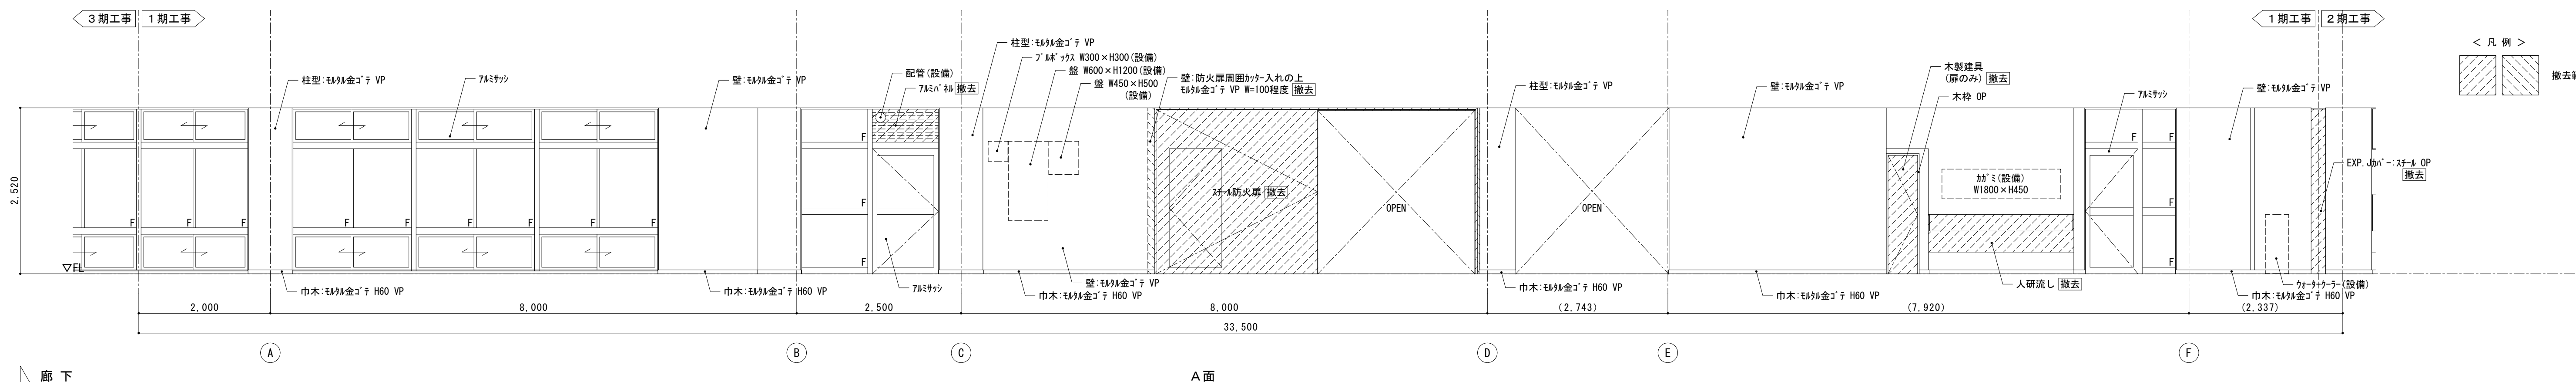 3期工事
1期工事
1期工事
2期工事
＜ 凡 例 ＞
柱型:ﾓﾙﾀﾙ金ｺﾞﾃ VP
ﾌﾟﾙﾎﾞｯｸｽ W300×H300(設備)
盤 W600×H1200(設備)
盤 W450×H500
(設備)
柱型:ﾓﾙﾀﾙ金ｺﾞﾃ VP
ｱﾙﾐｻｯｼ
壁:ﾓﾙﾀﾙ金ｺﾞﾃ VP
配管(設備)
ｱﾙﾐﾊﾟﾈﾙ 撤去
壁:防火扉周囲ｶｯﾀｰ入れの上
ﾓﾙﾀﾙ金ｺﾞﾃ VP W=100程度 撤去
柱型:ﾓﾙﾀﾙ金ｺﾞﾃ VP
壁:ﾓﾙﾀﾙ金ｺﾞﾃ VP
木製建具
(扉のみ) 撤去
木枠 OP
ｱﾙﾐｻｯｼ
壁:ﾓﾙﾀﾙ金ｺﾞﾃ VP
撤去
2,520
F F F F F F F F
F
F
F
F
F
F
F
ｽﾁｰﾙ防火扉 撤去
OPEN
OPEN
ｶｶﾞﾐ(設備)
W1800×H450
EXP.Jｶﾊﾞｰ:ｽﾁｰﾙ OP
撤去
▽FL
巾木:ﾓﾙﾀﾙ金ｺﾞﾃ H60 VP
巾木:ﾓﾙﾀﾙ金ｺﾞﾃ H60 VP
ｱﾙﾐｻｯｼ
壁:ﾓﾙﾀﾙ金ｺﾞﾃ VP
巾木:ﾓﾙﾀﾙ金ｺﾞﾃ H60 VP
巾木:ﾓﾙﾀﾙ金ｺﾞﾃ H60 VP
巾木:ﾓﾙﾀﾙ金ｺﾞﾃ H60 VP
人研流し 撤去
ｳｫｰﾀｰｸｰﾗｰ(設備)
巾木:ﾓﾙﾀﾙ金ｺﾞﾃ H60 VP
2,000
8,000
2,500
8,000
(2,743)
(7,920)
(2,337)
33,500
A
B
C
D
E
F
廊 下
A面